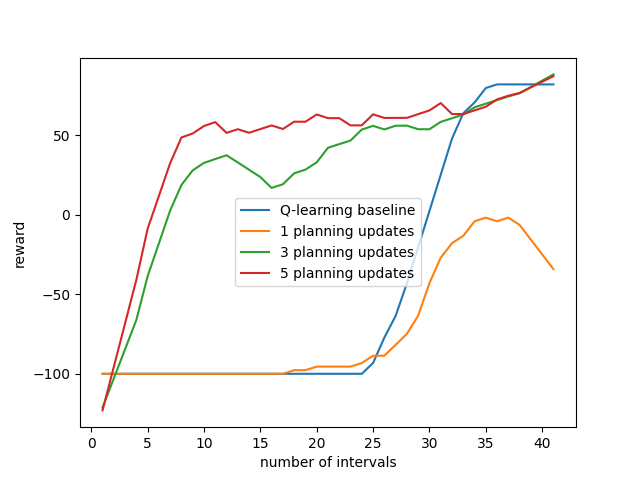 50
0
−50
−100
reward
Q-learning baseline
1 planning updates
3 planning updates
5 planning updates
0 5 10 15 20 25 30 35 40
number of intervals